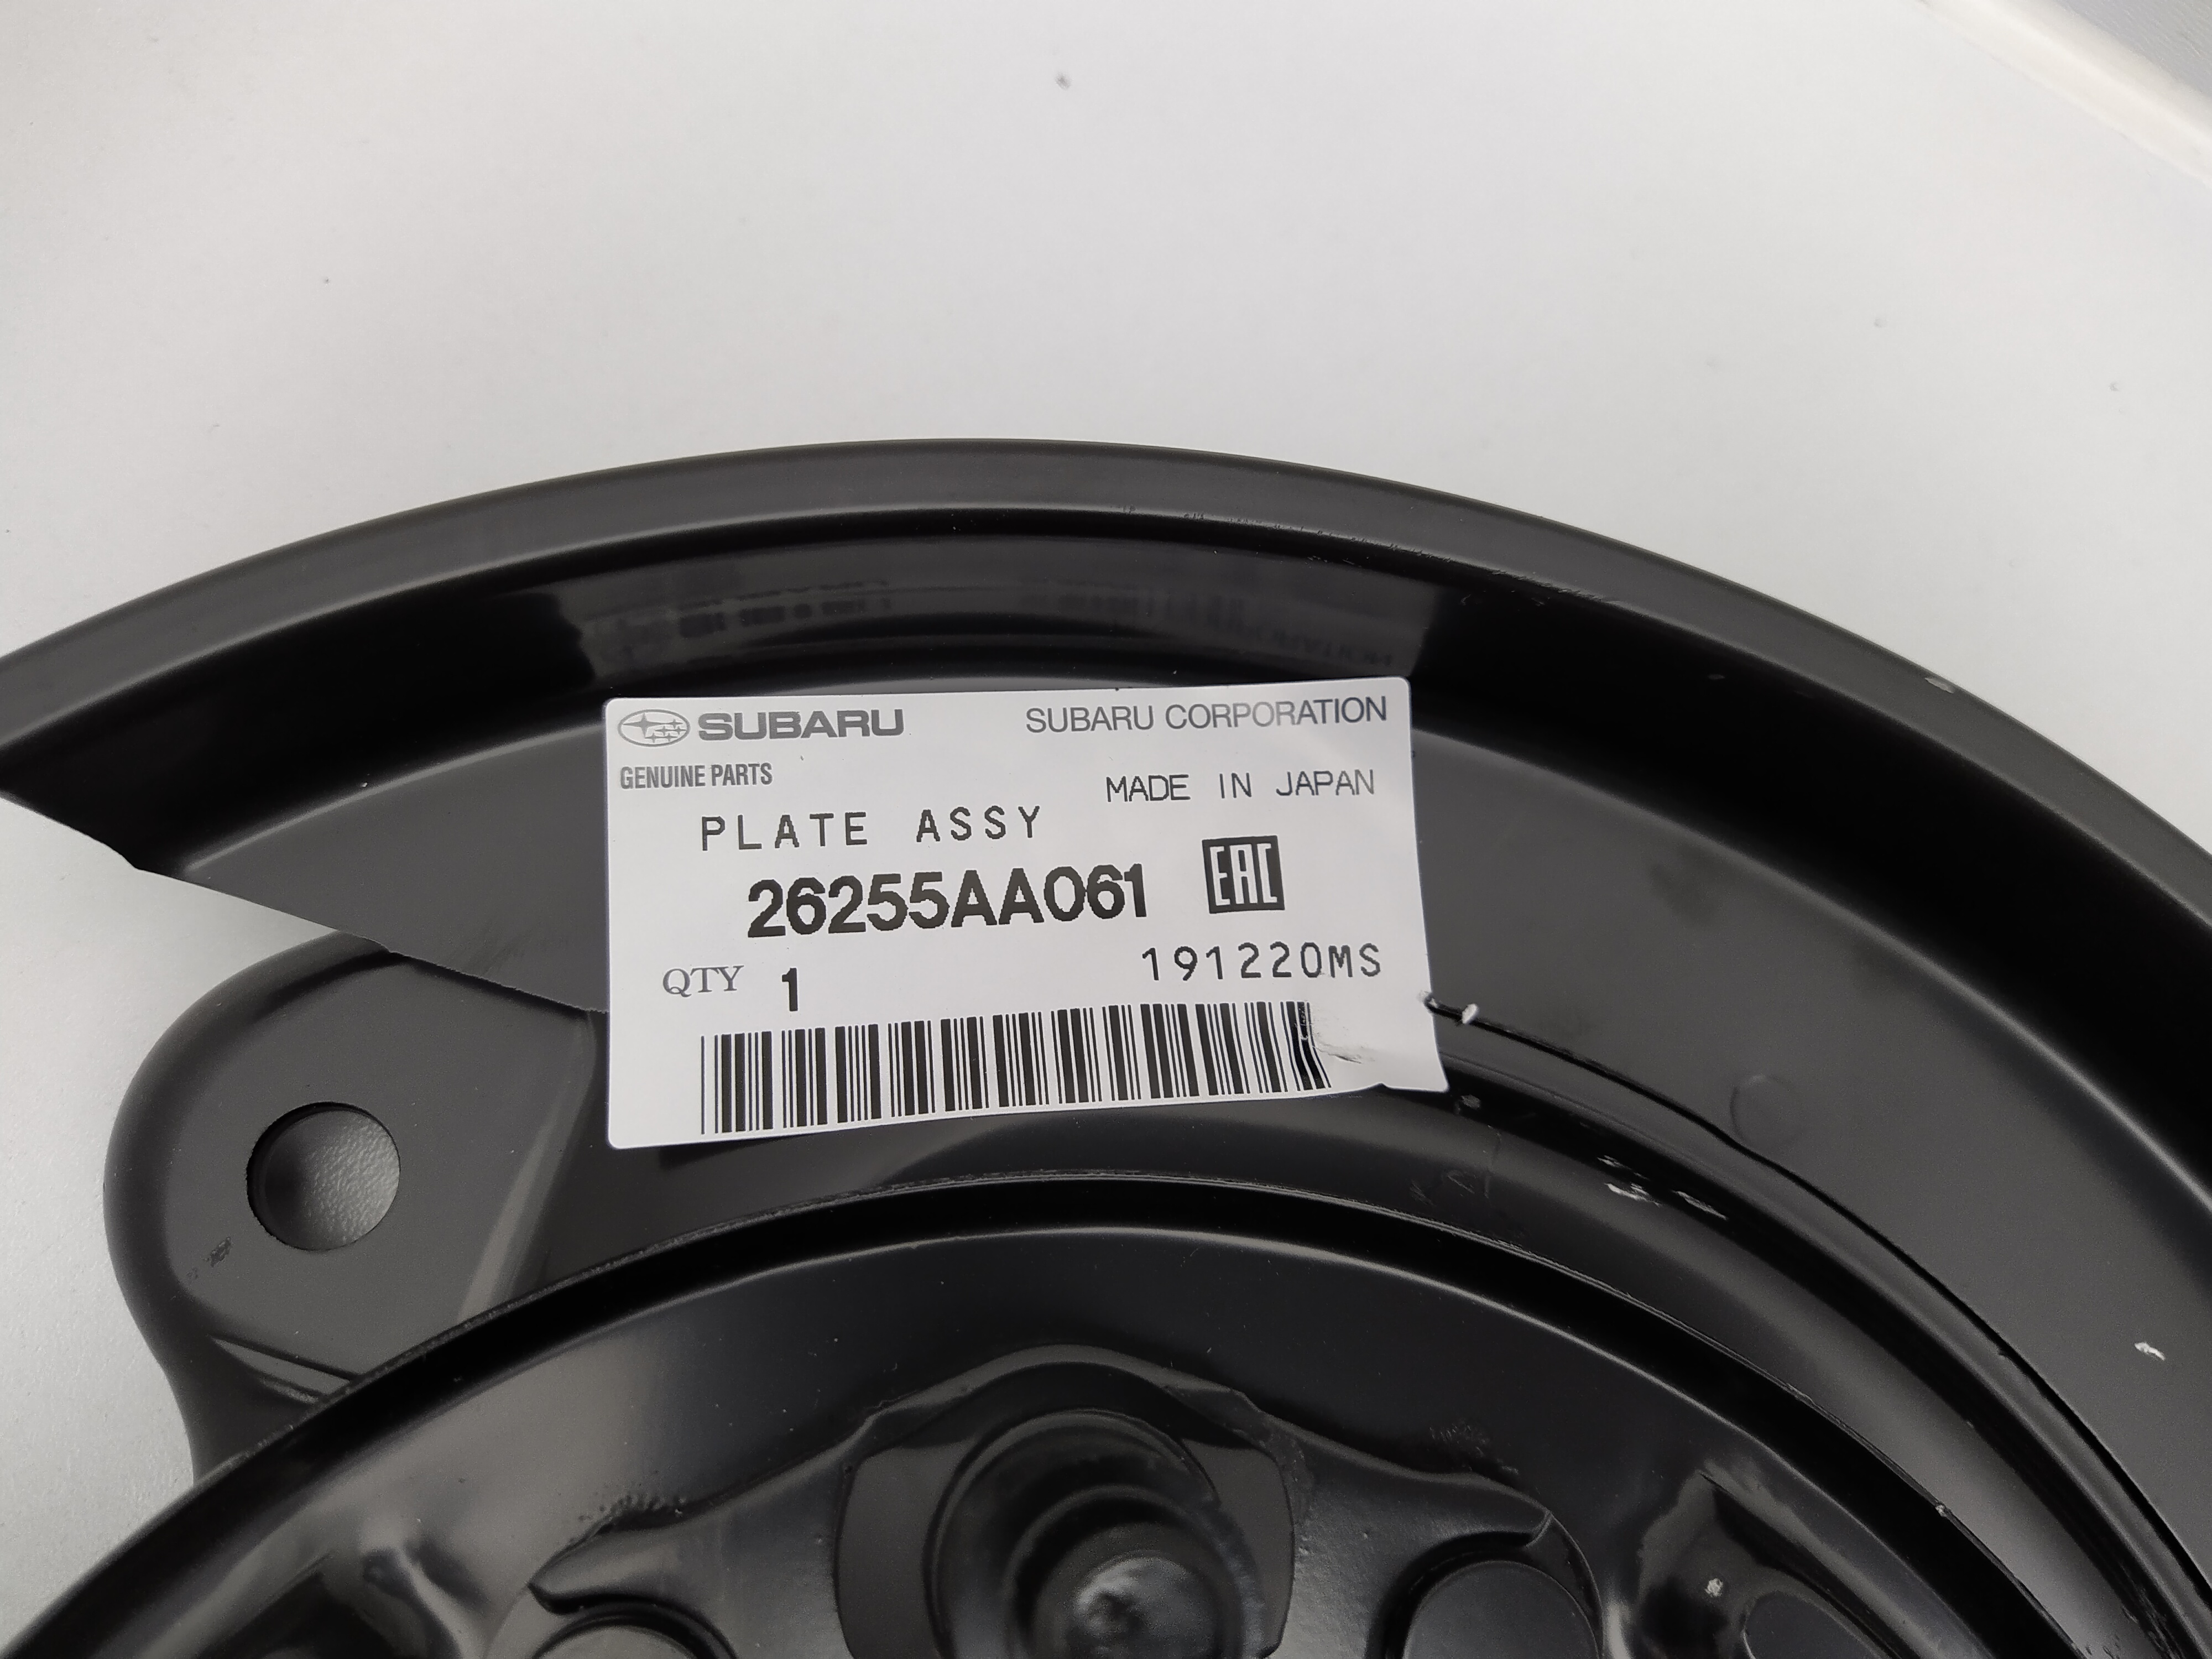 SUBARU SUBARU CORPORATION
GENUINE PARTS
MADE IN JAPAN
PLATE ASSY
26255AA061 EAC
QTY 1 191220MS